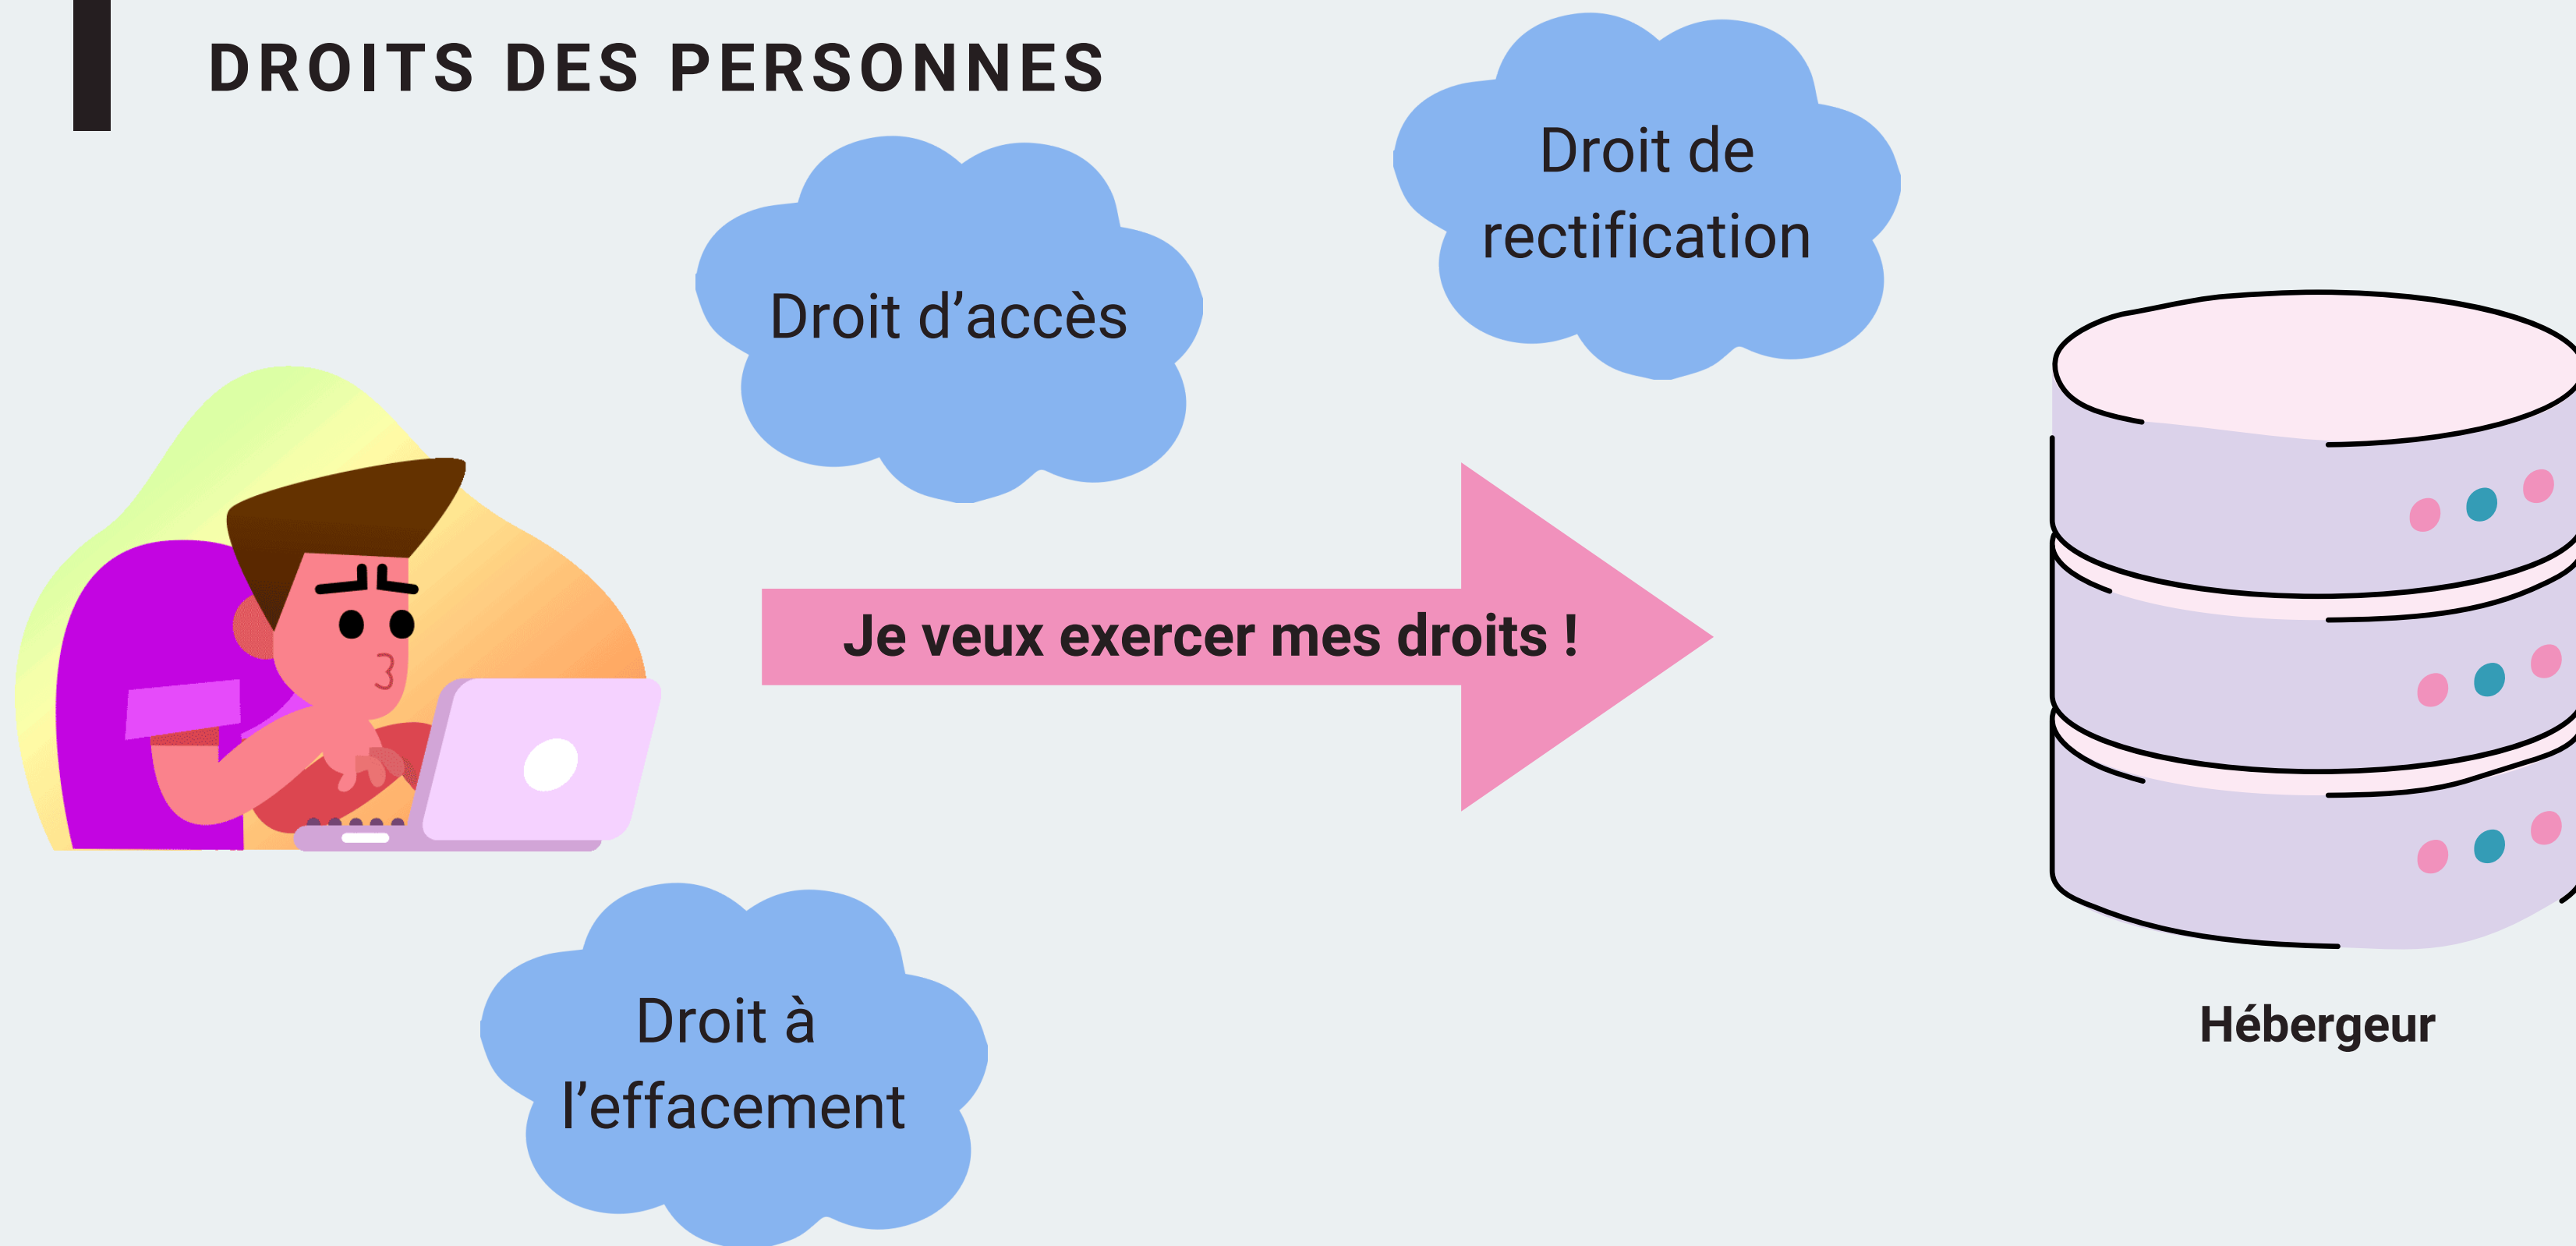 DROITS DES PERSONNES
Droit de
rectification
Droit d’accès
Je veux exercer mes droits !
Droit à
l’effacement
Hébergeur